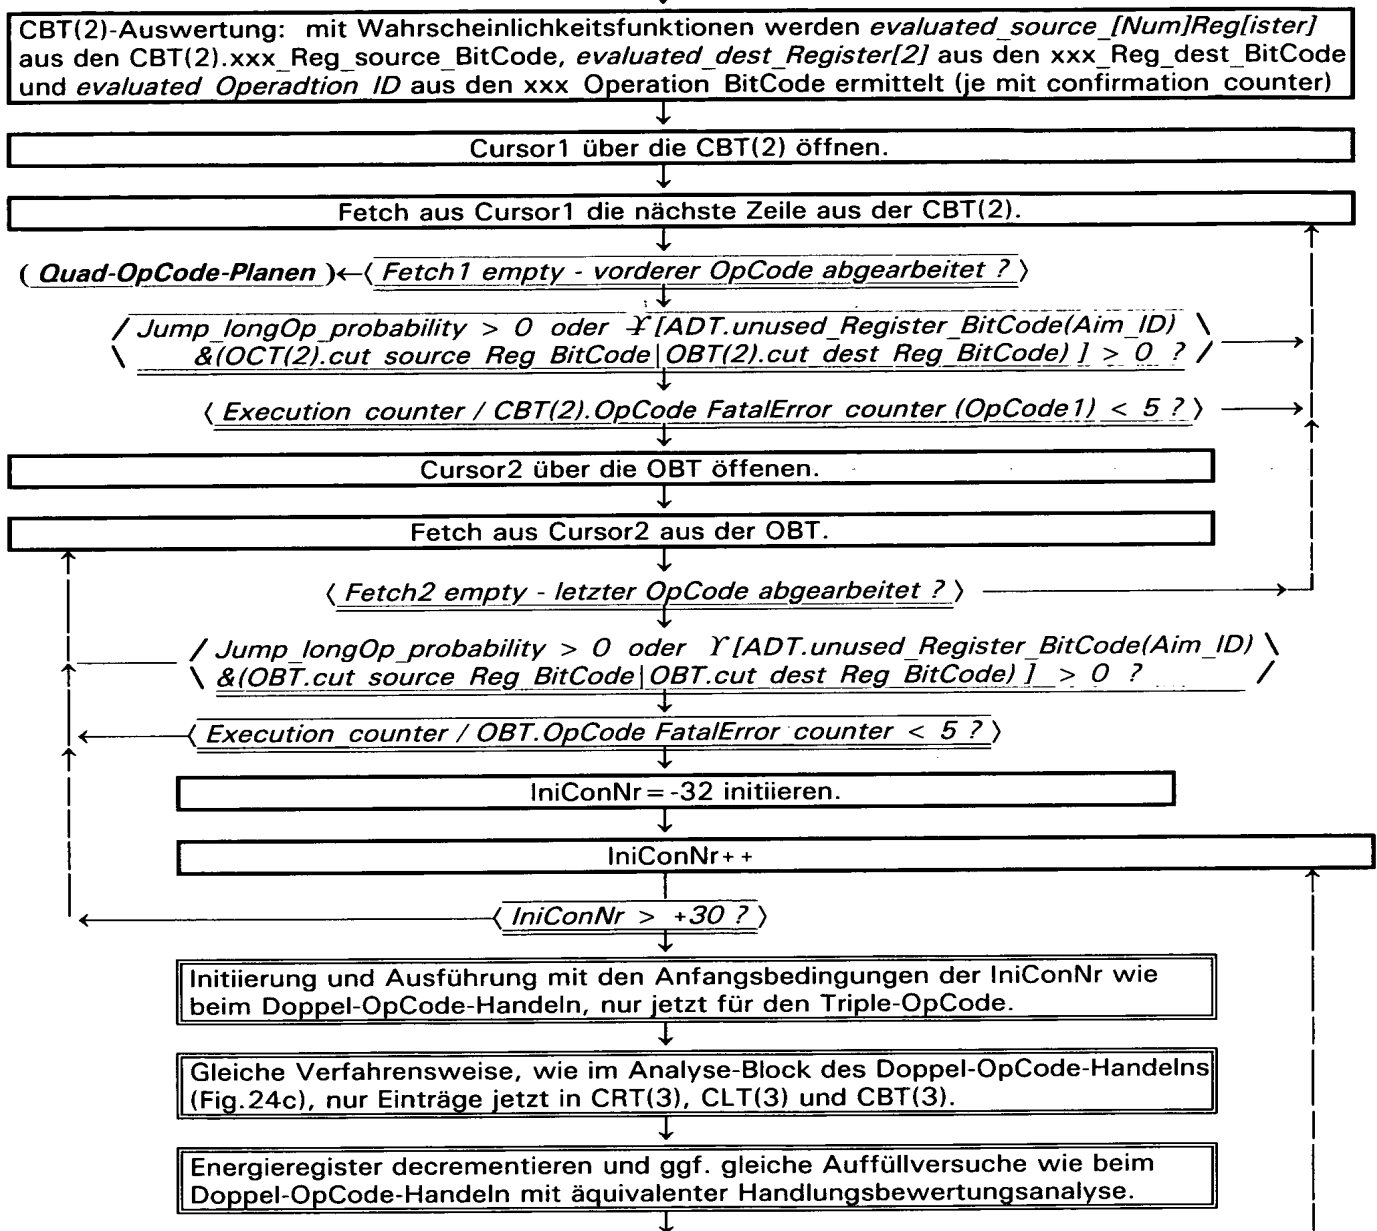 CBT(2)-Auswertung: mit Wahrscheinlichkeitsfunktionen werden evaluated_source_[Num]Reg[ister]
aus den CBT(2).xxx_Reg_source_BitCode, evaluated_dest_Register[2] aus den xxx_Reg_dest_BitCode
und evaluated_Operadtion_ID aus den xxx_Operation_BitCode ermittelt (je mit confirmation_counter)
Cursor1 über die CBT(2) öffnen.
Fetch aus Cursor1 die nächste Zeile aus der CBT(2).
( Quad-OpCode-Planen )←⟨ Fetch1 empty - vorderer OpCode abgearbeitet ? ⟩
/ Jump_longOp_probability > 0 oder [ADT.unused_Register_BitCode(Aim_ID) \
\ &(OCT(2).cut_source_Reg_BitCode|OBT(2).cut_dest_Reg_BitCode) ] > 0 ? /
⟨ Execution_counter / CBT(2).OpCode_FatalError_counter (OpCode1) < 5 ? ⟩
Cursor2 über die OBT öffenen.
Fetch aus Cursor2 aus der OBT.
⟨ Fetch2 empty - letzter OpCode abgearbeitet ? ⟩
/ Jump_longOp_probability > 0 oder ϒ[ADT.unused_Register_BitCode(Aim_ID) \
\ &(OBT.cut_source_Reg_BitCode|OBT.cut_dest_Reg_BitCode) ] > 0 ? /
⟨ Execution_counter / OBT.OpCode_FatalError_counter < 5 ? ⟩
IniConNr=-32 initiieren.
IniConNr++
⟨ IniConNr > +30 ? ⟩
Initiierung und Ausführung mit den Anfangsbedingungen der IniConNr wie
beim Doppel-OpCode-Handeln, nur jetzt für den Triple-OpCode.
Gleiche Verfahrensweise, wie im Analyse-Block des Doppel-OpCode-Handelns
(Fig.24c), nur Einträge jetzt in CRT(3), CLT(3) und CBT(3).
Energieregister decrementieren und ggf. gleiche Auffüllversuche wie beim
Doppel-OpCode-Handeln mit äquivalenter Handlungsbewertungsanalyse.